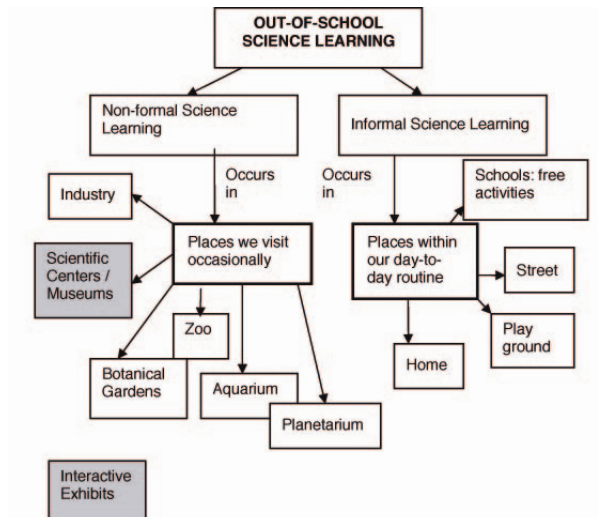 OUT-OF-SCHOOL
SCIENCE LEARNING
Non-formal Science
Learning
Informal Science Learning
Occurs
in
Occurs
in
Schools: free
activities
Industry
Places we visit
occasionally
Places within
our day-to-
day routine
Scientific
Centers /
Museums
Street
Zoo
Play
ground
Botanical
Gardens
Home
Aquarium
Planetarium
Interactive
Exhibits